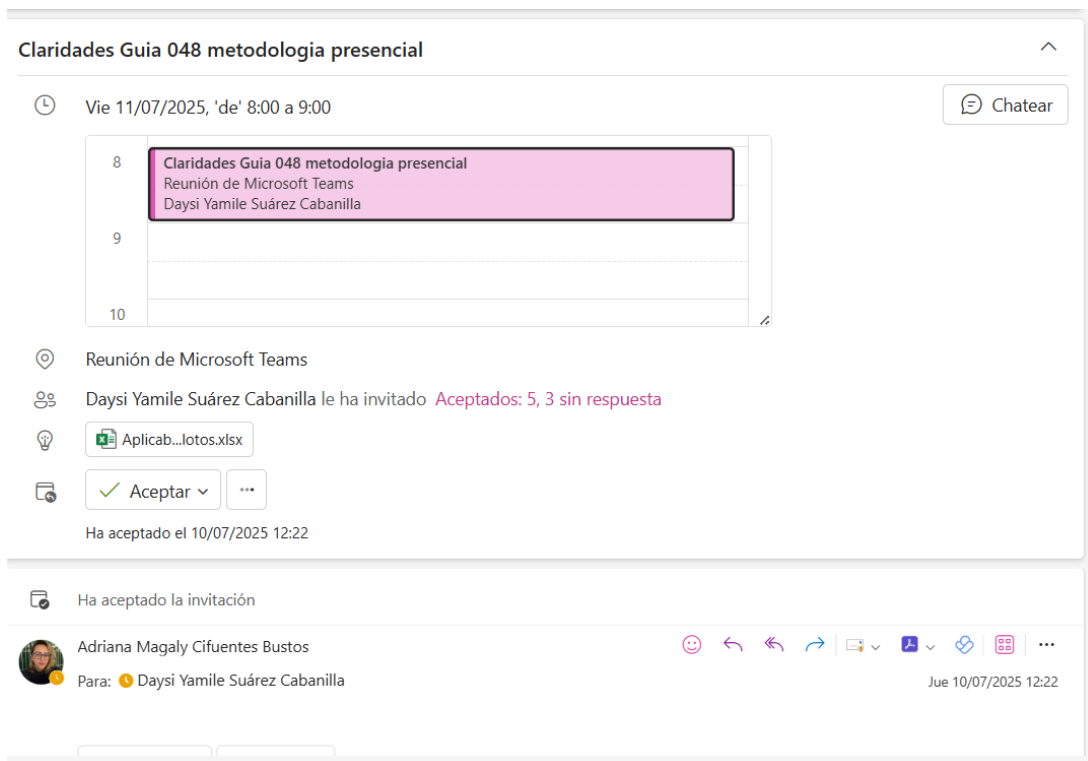 Claridades Guia 048 metodologia presencial
Vie 11/07/2025, 'de' 8:00 a 9:00
Chatear
8
Claridades Guia 048 metodologia presencial
Reunión de Microsoft Teams
Daysi Yamile Suárez Cabanilla
9
10
Reunión de Microsoft Teams
Daysi Yamile Suárez Cabanilla le ha invitado Aceptados: 5, 3 sin respuesta
Aplicab...lotos.xlsx
Aceptar
Ha aceptado el 10/07/2025 12:22
Ha aceptado la invitación
Adriana Magaly Cifuentes Bustos
Para: Daysi Yamile Suárez Cabanilla
Jue 10/07/2025 12:22